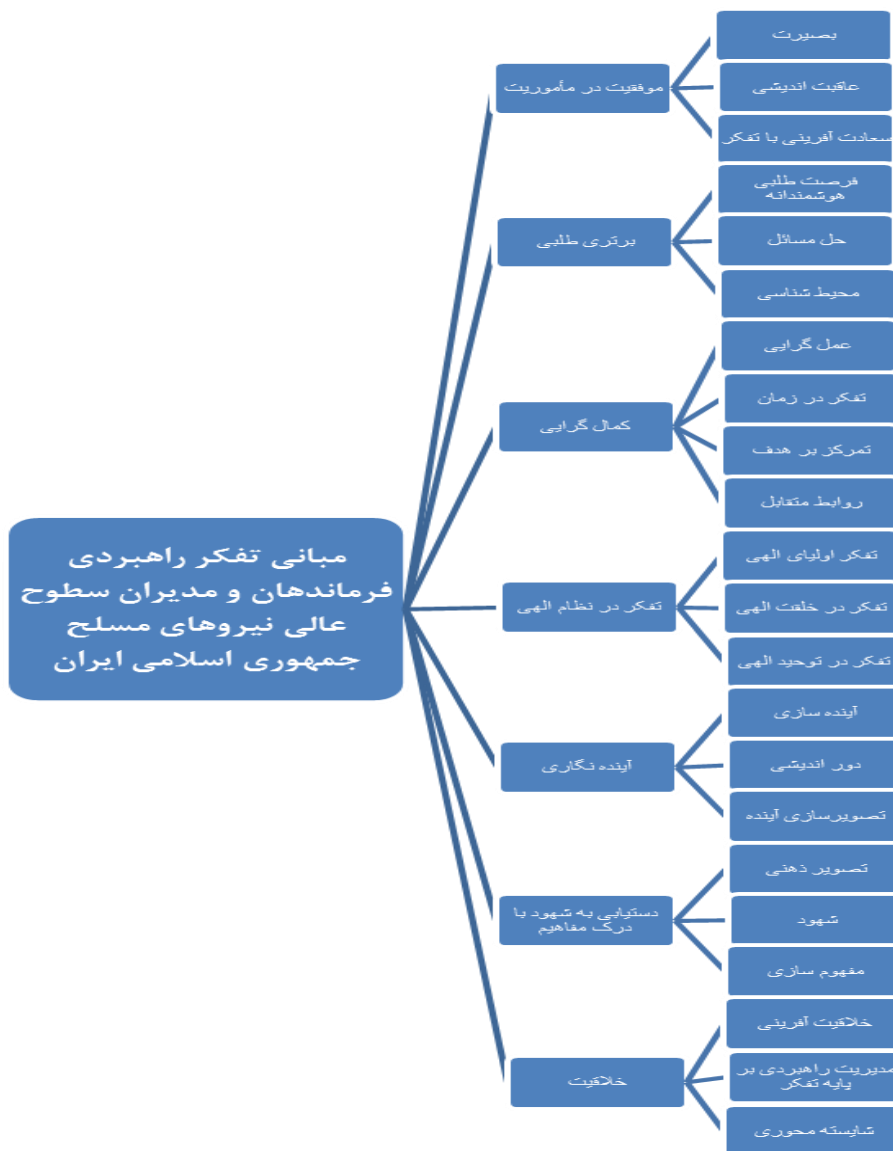 مبانی تفکر راهبردی
فرماندهان و مدیران سطوح
عالی نیروهای مسلح
جمهوری اسلامی ایران
موفقیت در مأموریت
بصیرت
عاقبت اندیشی
سعادت آفرینی با تفکر
برتری طلبی
فرصت طلبی
هوشمندانه
حل مسائل
محیط شناسی
کمال گرایی
عمل گرایی
تفکر در زمان
تمرکز بر هدف
روابط متقابل
تفکر در نظام الهی
تفکر اولیای الهی
تفکر در خلقت الهی
تفکر در توحید الهی
آینده نگاری
آینده سازی
دور اندیشی
تصویرسازی آینده
دستیابی به شهود با
درک مفاهیم
تصویر ذهنی
شهود
مفهوم سازی
خلاقیت
خلاقیت آفرینی
مدیریت راهبردی بر
پایه تفکر
شایسته محوری